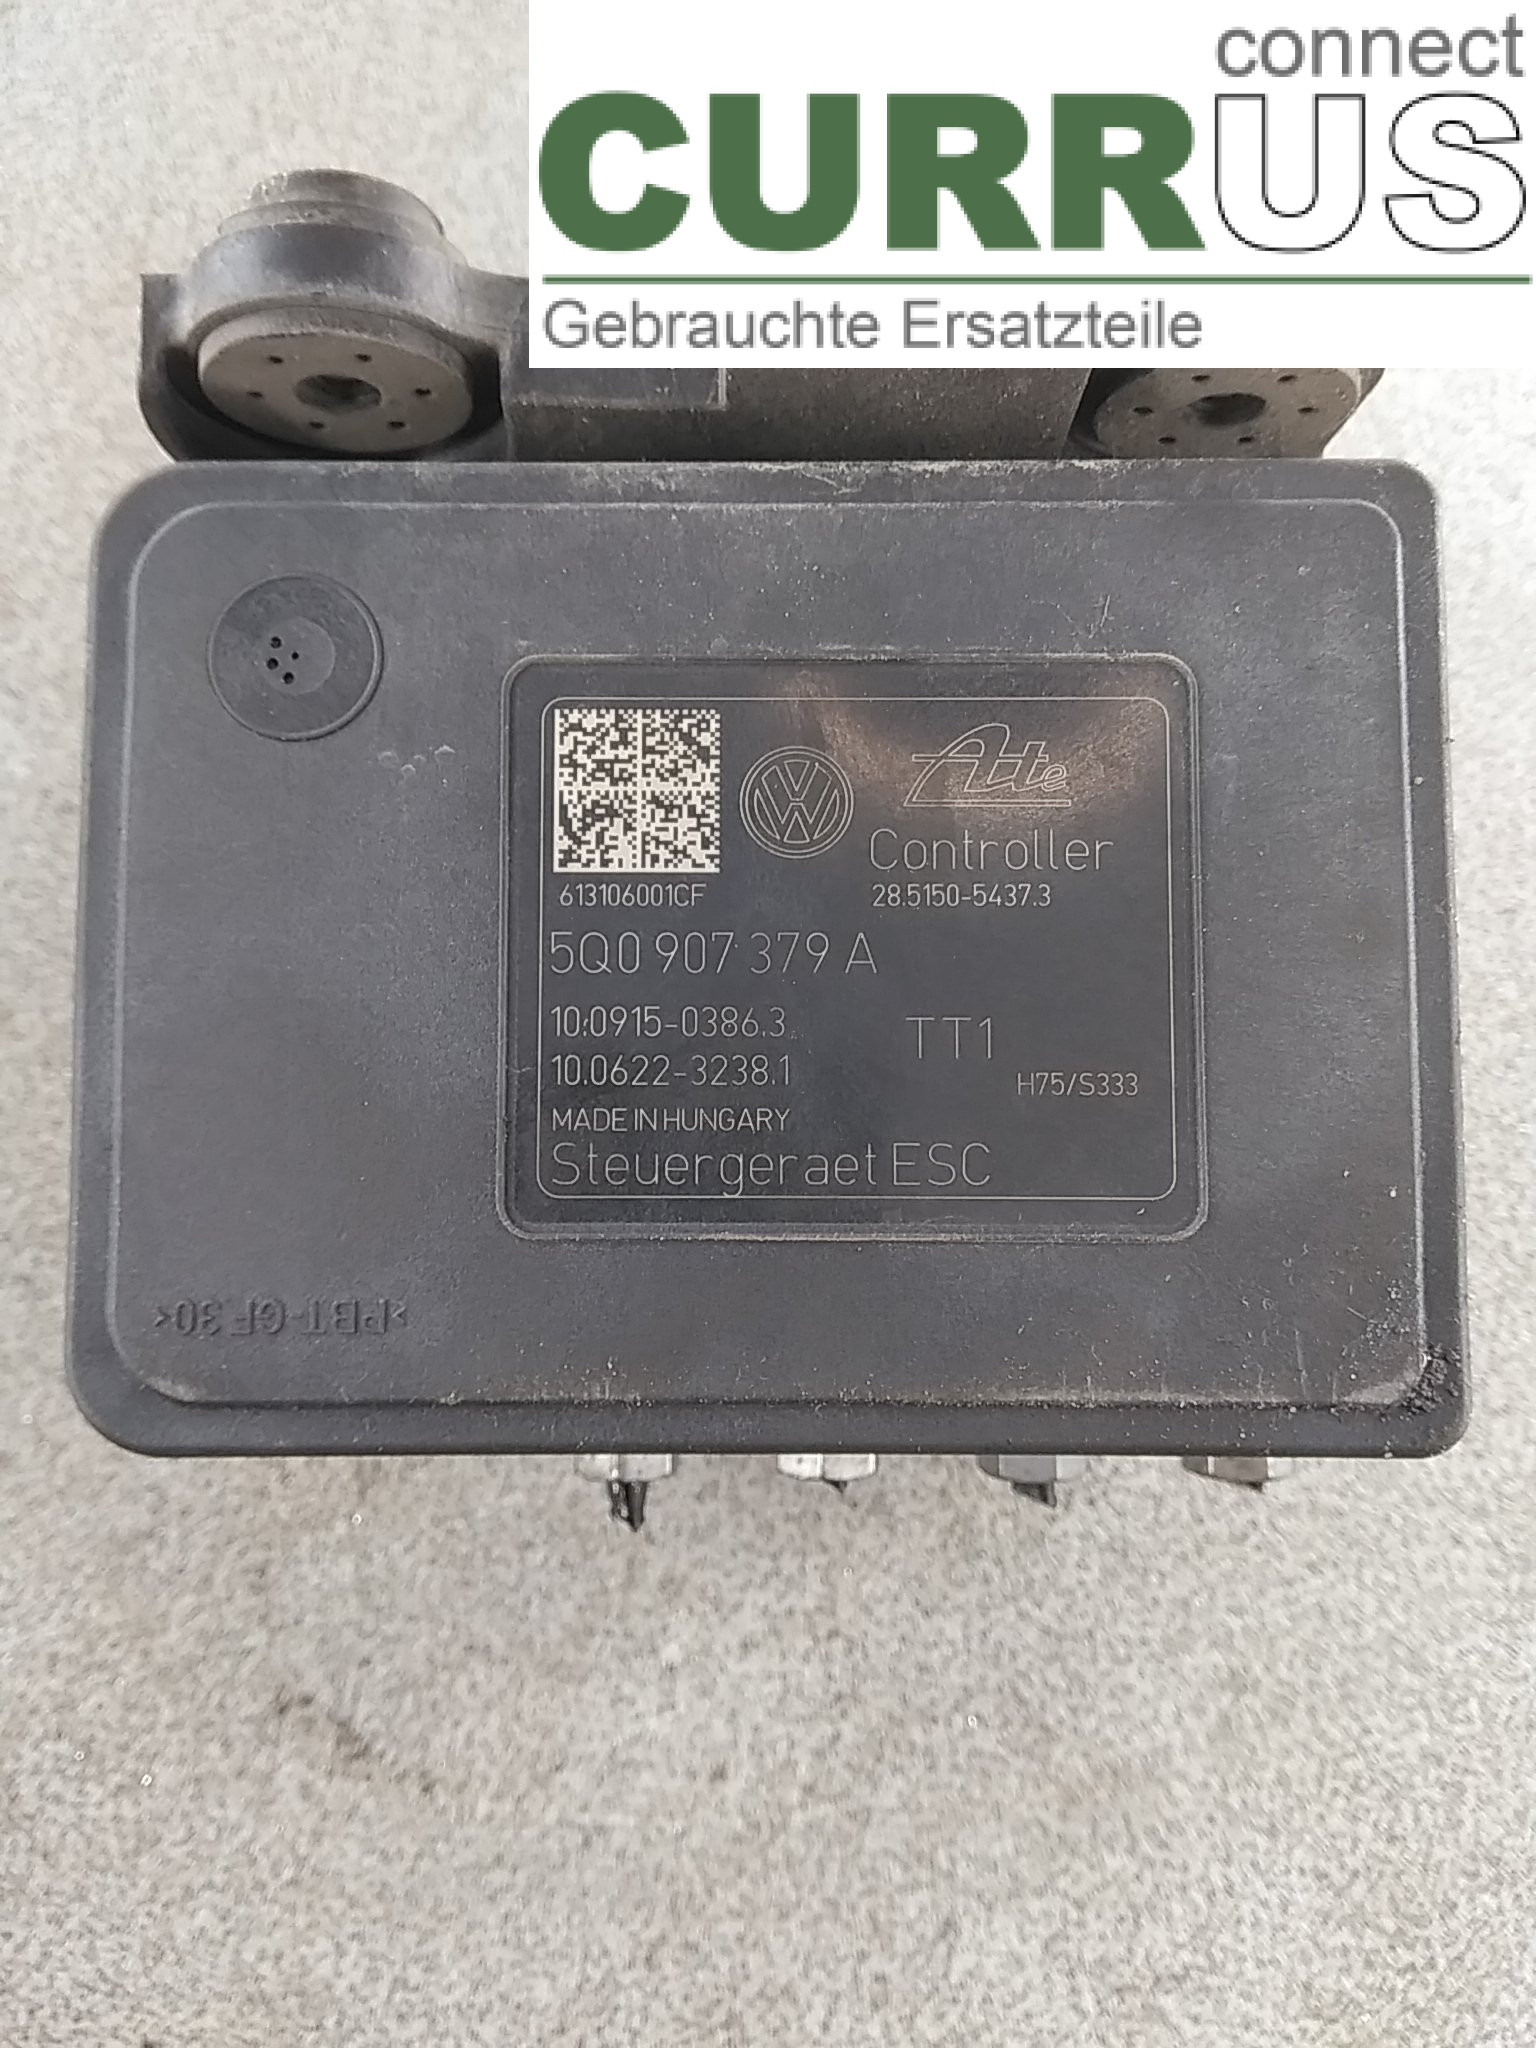 connect
CURRUS
Gebrauchte Ersatzteile
Ate
Controller
613106001CF
28.5150-5437.3
5Q0 907 379 A
10.0915-0386.3
TT1
10.0622-3238.1
H75/S333
MADE IN HUNGARY
Steuergeraet ESC
>PBT-GF30<